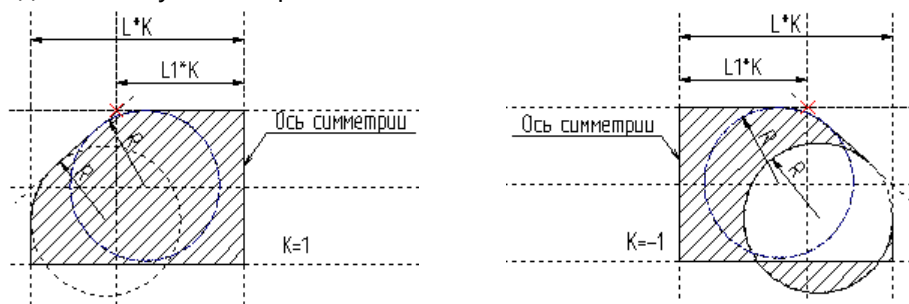 L*K
L1*K
Ось симметрии
R
R
K=1
L*K
L1*K
Ось симметрии
R
R
K=-1